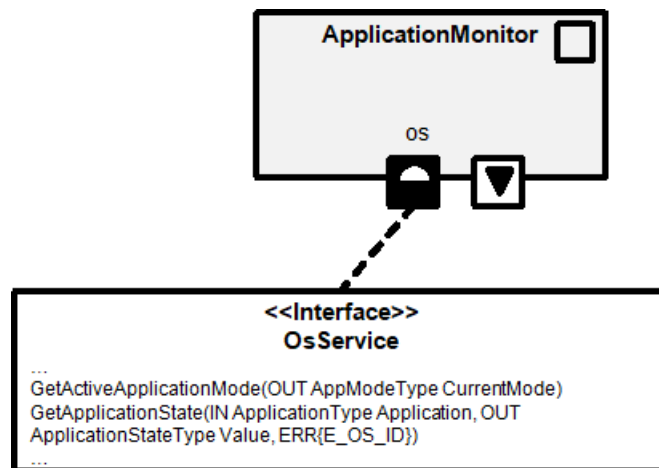 ApplicationMonitor
os
<<Interface>>
OsService
...
GetActiveApplicationMode(OUT AppModeType CurrentMode)
GetApplicationState(IN ApplicationType Application, OUT
ApplicationStateType Value, ERR{E_OS_ID})
...